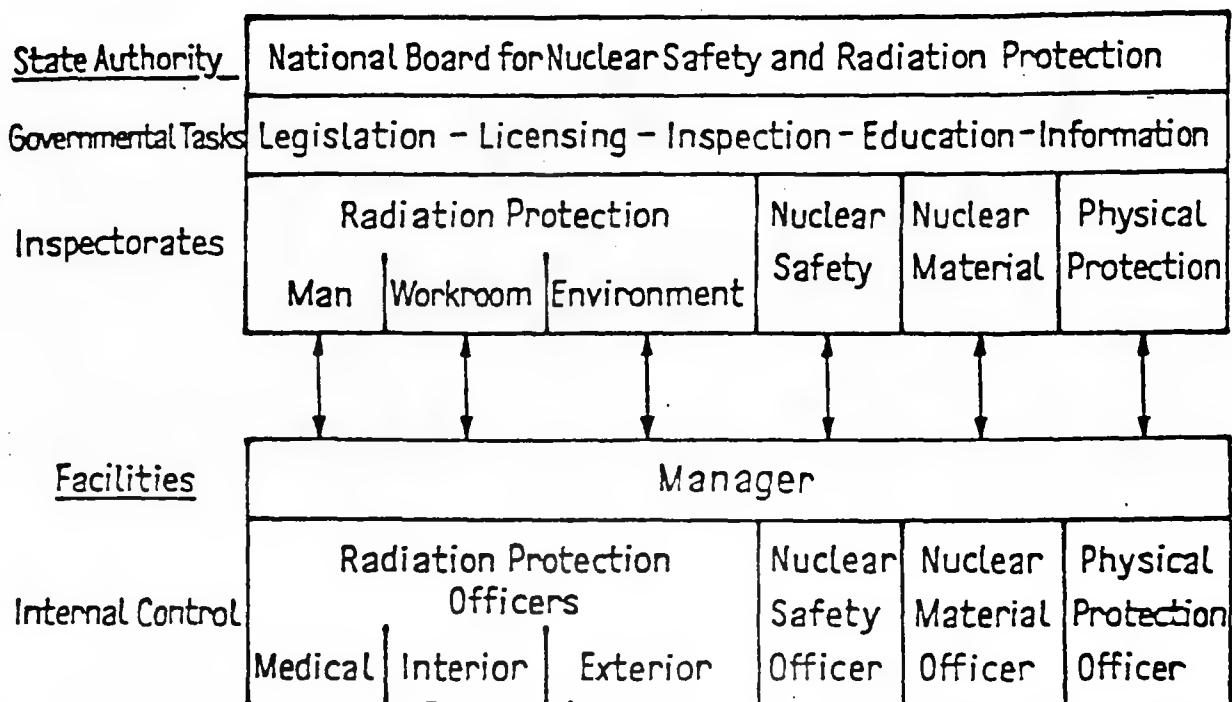 State Authority National Board for Nuclear Safety and Radiation Protection
Governmental Tasks Legislation - Licensing - Inspection - Education - Information
Inspectorates
Radiation Protection
Man Workroom Environment
Nuclear
Safety
Nuclear
Material
Physical
Protection
Facilities Manager
Internal Control
Radiation Protection
Officers
Medical Interior Exterior
Nuclear
Safety
Officer
Nuclear
Material
Officer
Physical
Protection
Officer